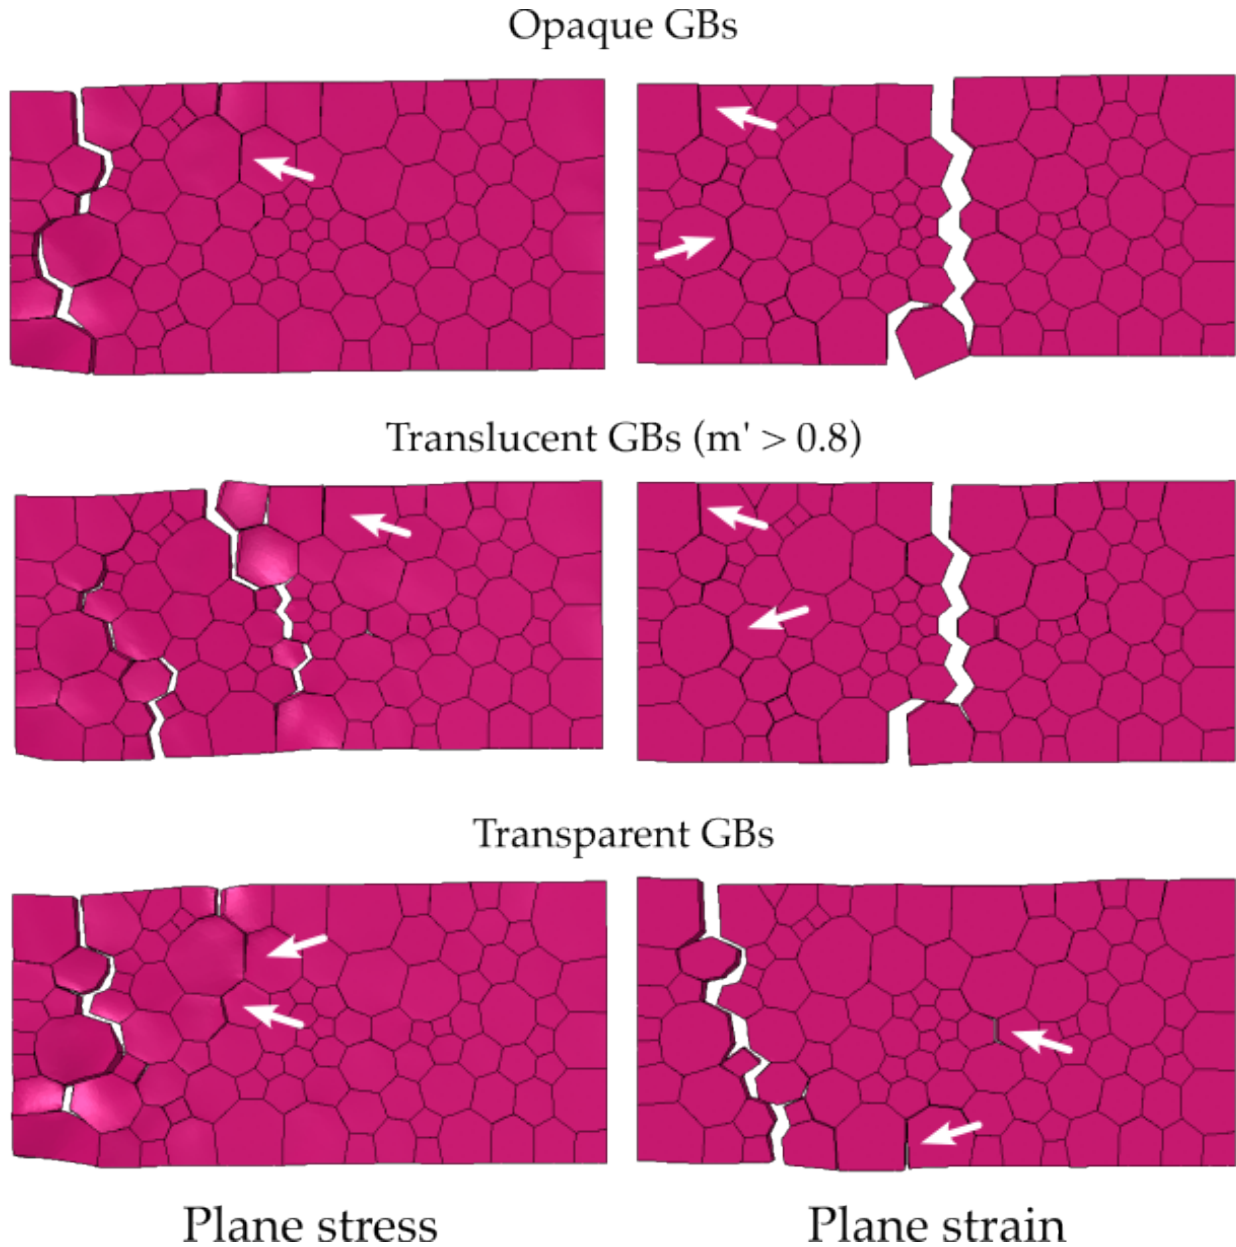 Opaque GBs
Translucent GBs (m' > 0.8)
Transparent GBs
Plane stress
Plane strain